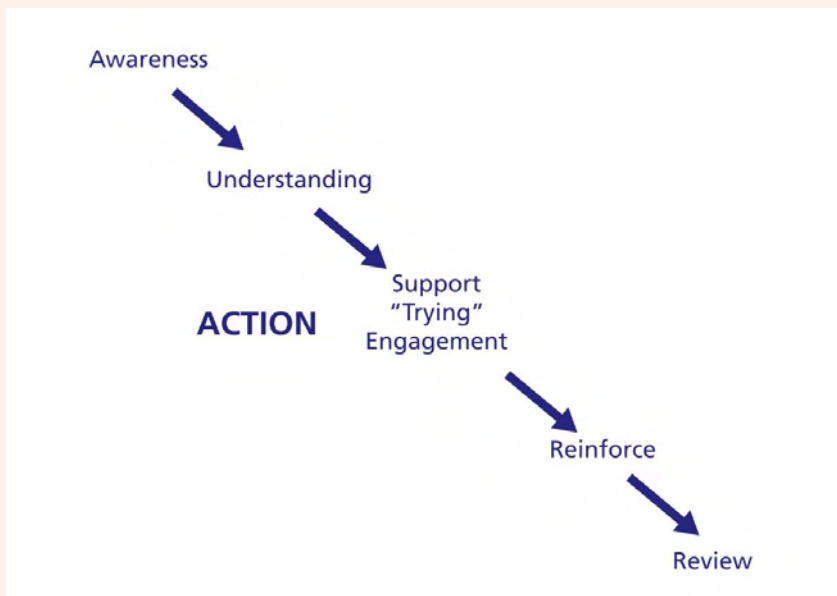 Awareness
Understanding
Support
“Trying”
Engagement
ACTION
Reinforce
Review